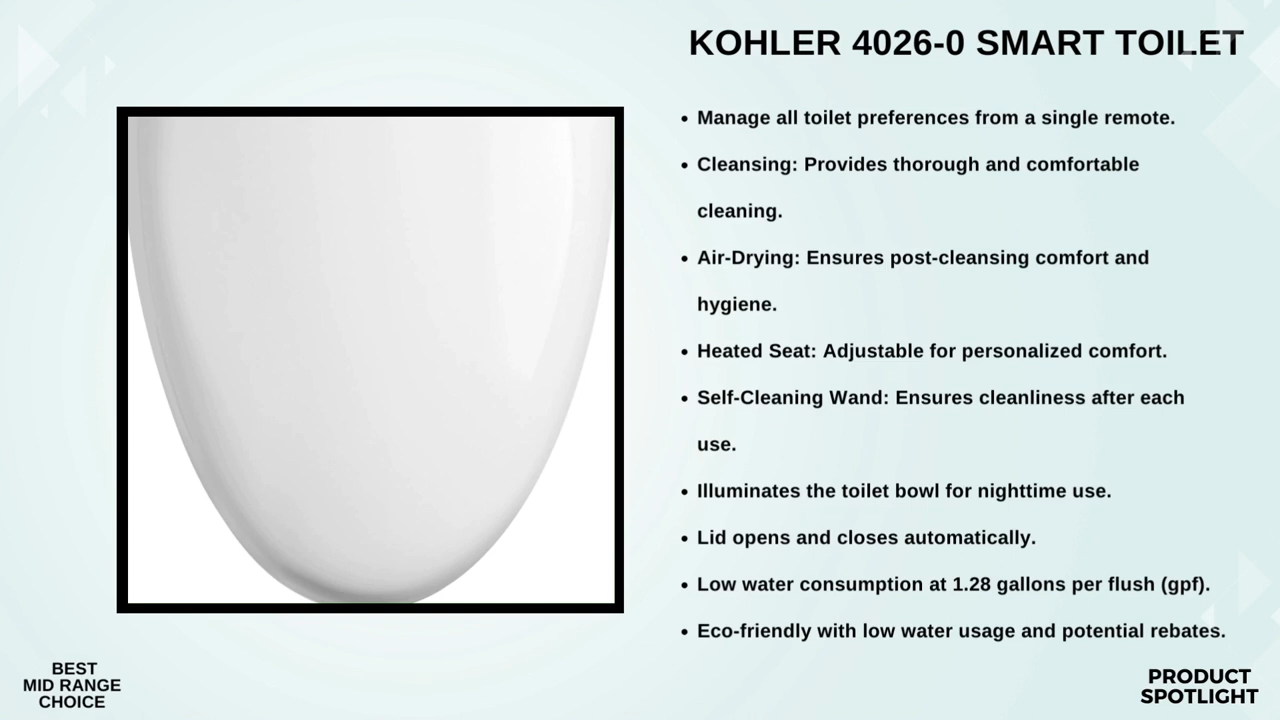 KOHLER 4026-0 SMART TOILET
• Manage all toilet preferences from a single remote.
• Cleansing: Provides thorough and comfortable
cleaning.
• Air-Drying: Ensures post-cleansing comfort and
hygiene.
• Heated Seat: Adjustable for personalized comfort.
• Self-Cleaning Wand: Ensures cleanliness after each
use.
• Illuminates the toilet bowl for nighttime use.
• Lid opens and closes automatically.
• Low water consumption at 1.28 gallons per flush (gpf).
• Eco-friendly with low water usage and potential rebates.
BEST
MID RANGE
CHOICE
PRODUCT
SPOTLIGHT